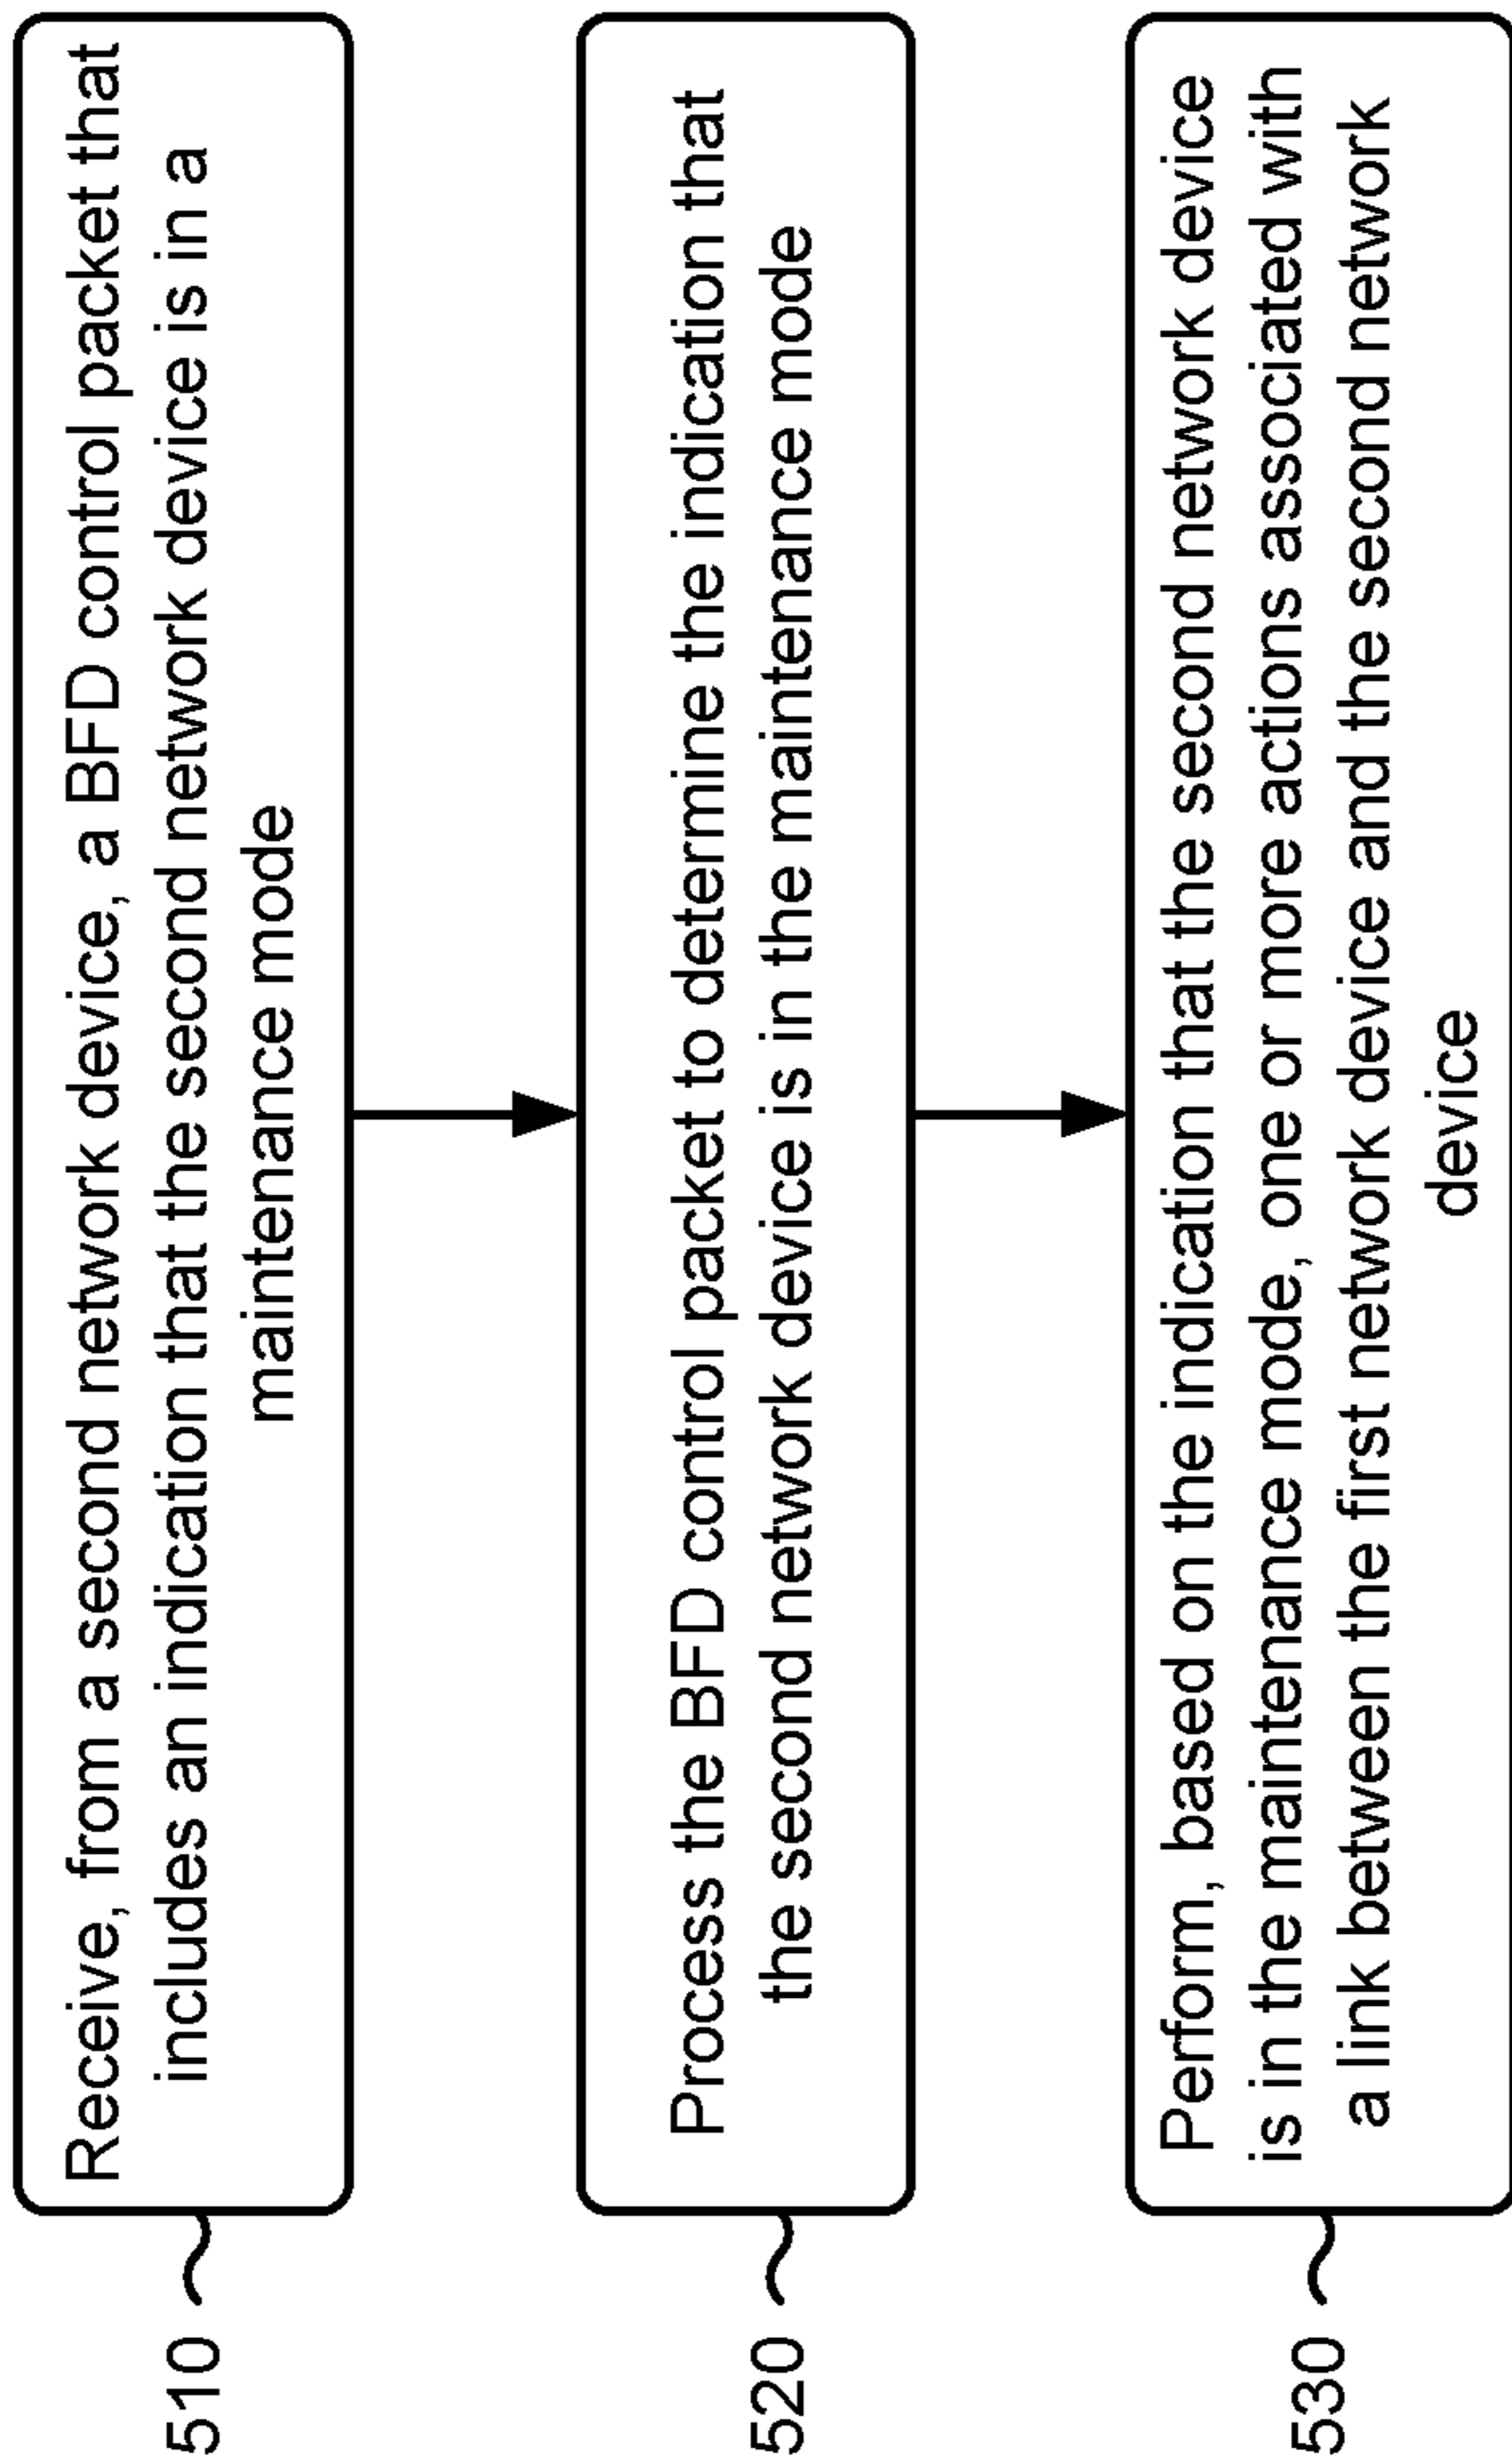 510
Receive, from a second network device, a BFD control packet that
includes an indication that the second network device is in a
maintenance mode
520
Process the BFD control packet to determine the indication that
the second network device is in the maintenance mode
530
Perform, based on the indication that the second network device
is in the maintenance mode, one or more actions associated with
a link between the first network device and the second network
device